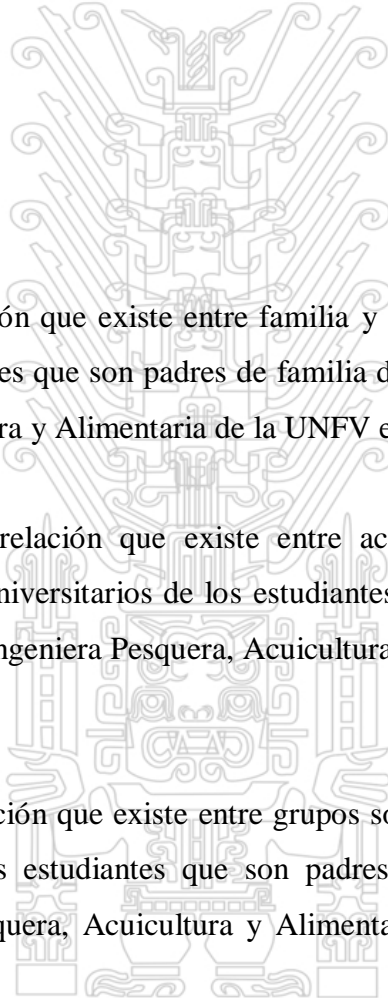 ión que existe entre familia y
es que son padres de familia d
ra y Alimentaria de la UNFV e
relación que existe entre ac
niversitarios de los estudiantes
ngeniera Pesquera, Acuicultura
ción que existe entre grupos so
s estudiantes que son padres
quera, Acuicultura y Alimenta